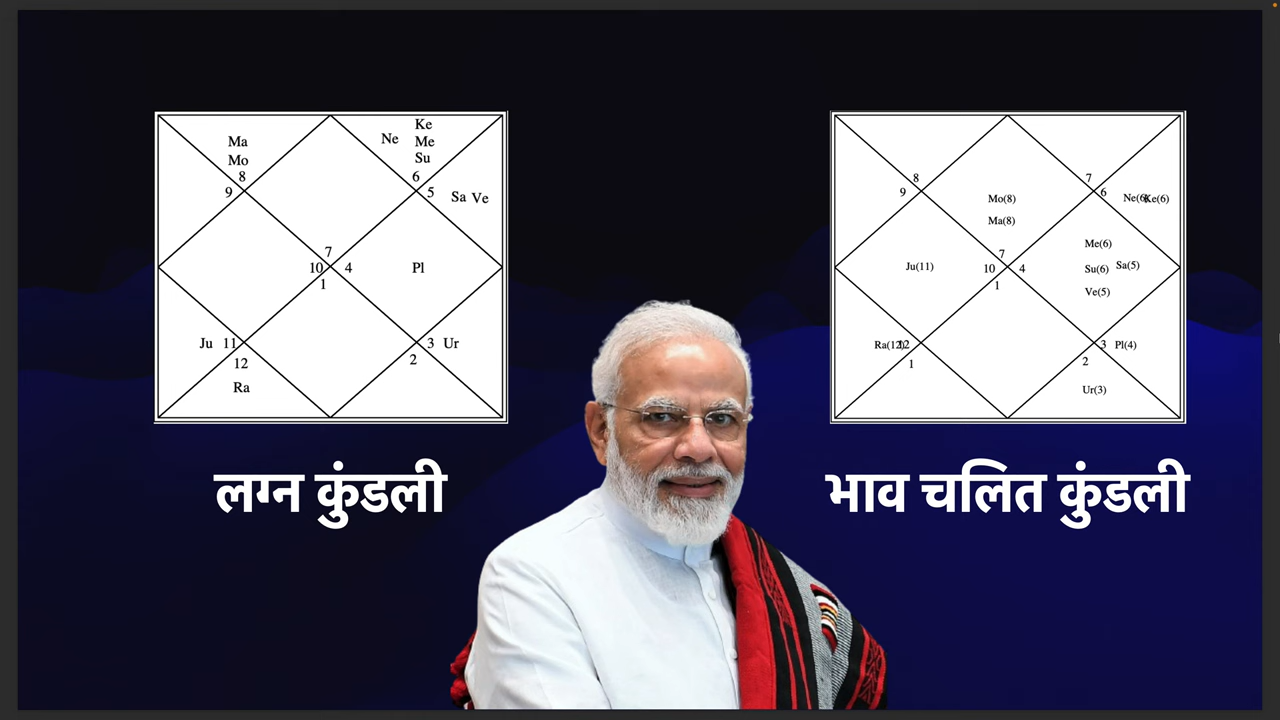 Ke
Ma Ne Me
Mo Su
8 6
9 5 Sa Ve
7
10 4 Pl
1
Ju 11 3 Ur
12 2
Ra
लग्न कुंडली
8 7
9 6 Ne(6) Ke(6)
Mo(8)
Ma(8)
Me(6)
7
Ju(11) 10 4 Su(6) Sa(5)
1
Ve(5)
Ra(12) 12 3 Pl(4)
1 2
Ur(3)
भाव चलित कुंडली